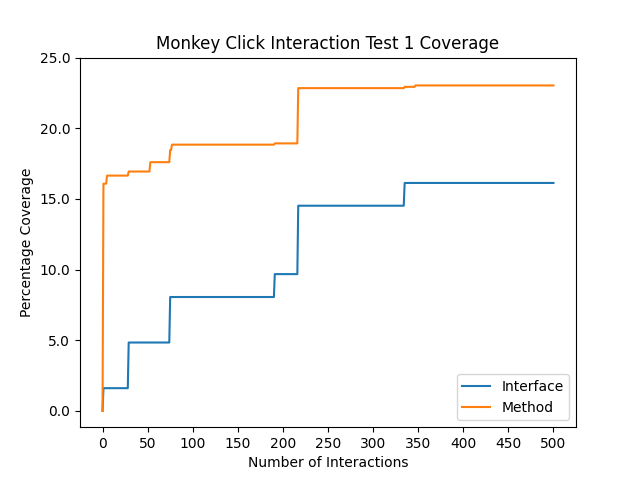 Monkey Click Interaction Test 1 Coverage
25.0
20.0
15.0
10.0
5.0
0.0
Percentage Coverage
0 50 100 150 200 250 300 350 400 450 500
Number of Interactions
Interface
Method